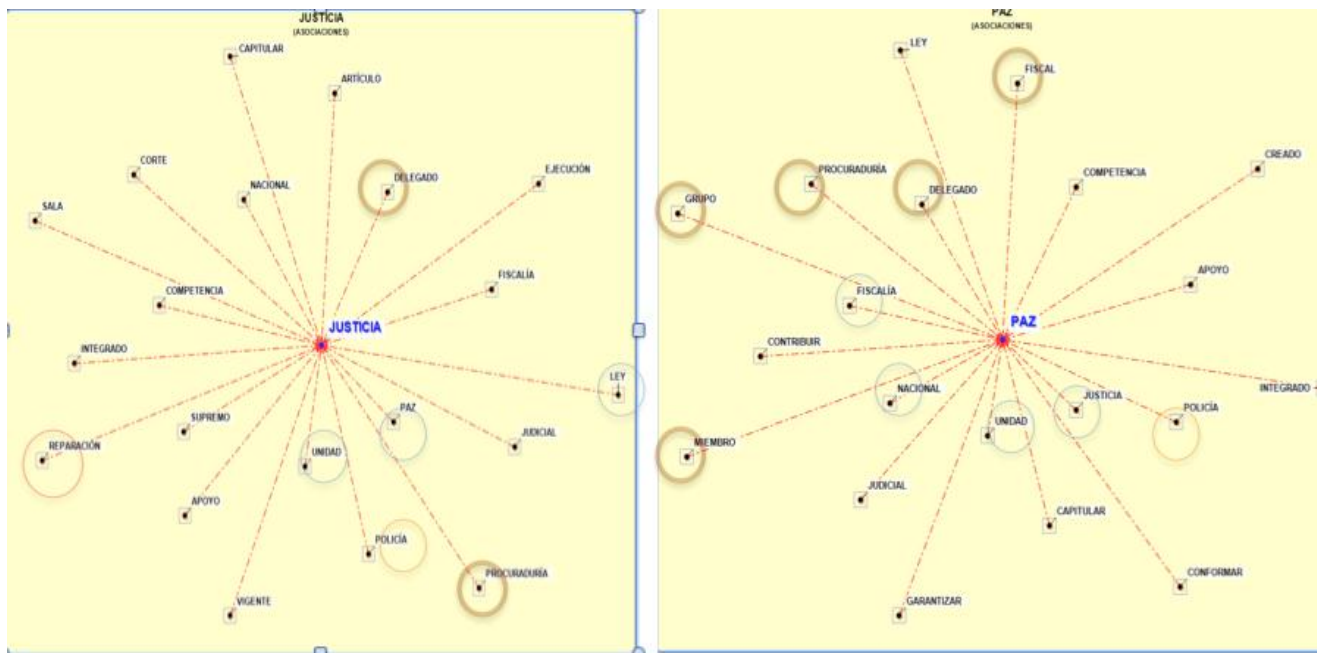 JUSTICIA
(ASOCIACIONES)
CAPITULAR
ARTÍCULO
CORTE
EJECUCIÓN
NACIONAL
DELEGADO
SALA
FISCALÍA
COMPETENCIA
JUSTICIA
INTEGRADO
LEY
SUPREMO
PAZ
REPARACIÓN
UNIDAD
JUDICIAL
APOYO
POLICÍA
PROCURADURÍA
VIGENTE
PAZ
(ASOCIACIONES)
LEY
FISCAL
CREADO
PROCURADURÍA
COMPETENCIA
DELEGADO
GRUPO
APOYO
FISCALÍA
PAZ
CONTRIBUIR
NACIONAL
JUSTICIA
INTEGRADO
UNIDAD
POLICÍA
MIEMBRO
JUDICIAL
CAPITULAR
CONFORMAR
GARANTIZAR